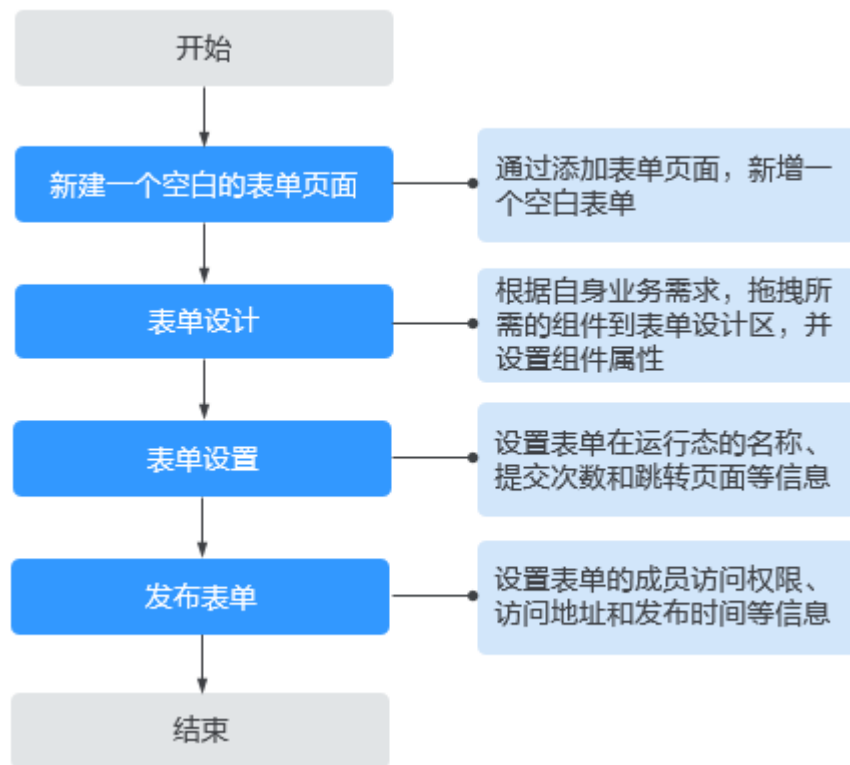 开始
新建一个空白的表单页面
通过添加表单页面，新增一
个空白表单
表单设计
根据自身业务需求，拖拽所
需的组件到表单设计区，并
设置组件属性
表单设置
设置表单在运行态的名称、
提交次数和跳转页面等信息
发布表单
设置表单的成员访问权限、
访问地址和发布时间等信息
结束